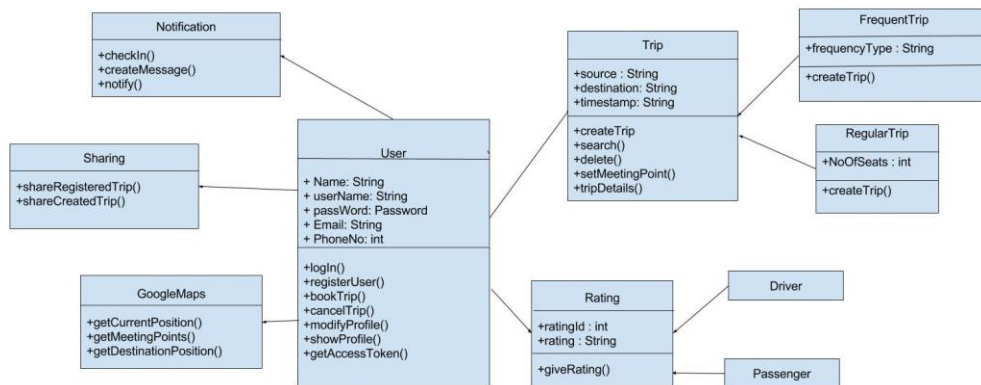 Notification
+checkIn()
+createMessage()
+notify()
Sharing
+shareRegisteredTrip()
+shareCreatedTrip()
GoogleMaps
+getCurrentPosition()
+getMeetingPoints()
+getDestinationPosition()
User
+ Name: String
+ userName: String
+ passWord: Password
+ Email: String
+ PhoneNo: int
+logIn()
+registerUser()
+bookTrip()
+cancelTrip()
+modifyProfile()
+showProfile()
+getAccessToken()
Trip
+source : String
+destination: String
+timestamp: String
+createTrip
+search()
+delete()
+setMeetingPoint()
+tripDetails()
FrequentTrip
+frequencyType : String
+createTrip()
RegularTrip
+NoOfSeats : int
+createTrip()
Rating
+ratingId : int
+rating : String
+giveRating()
Driver
Passenger